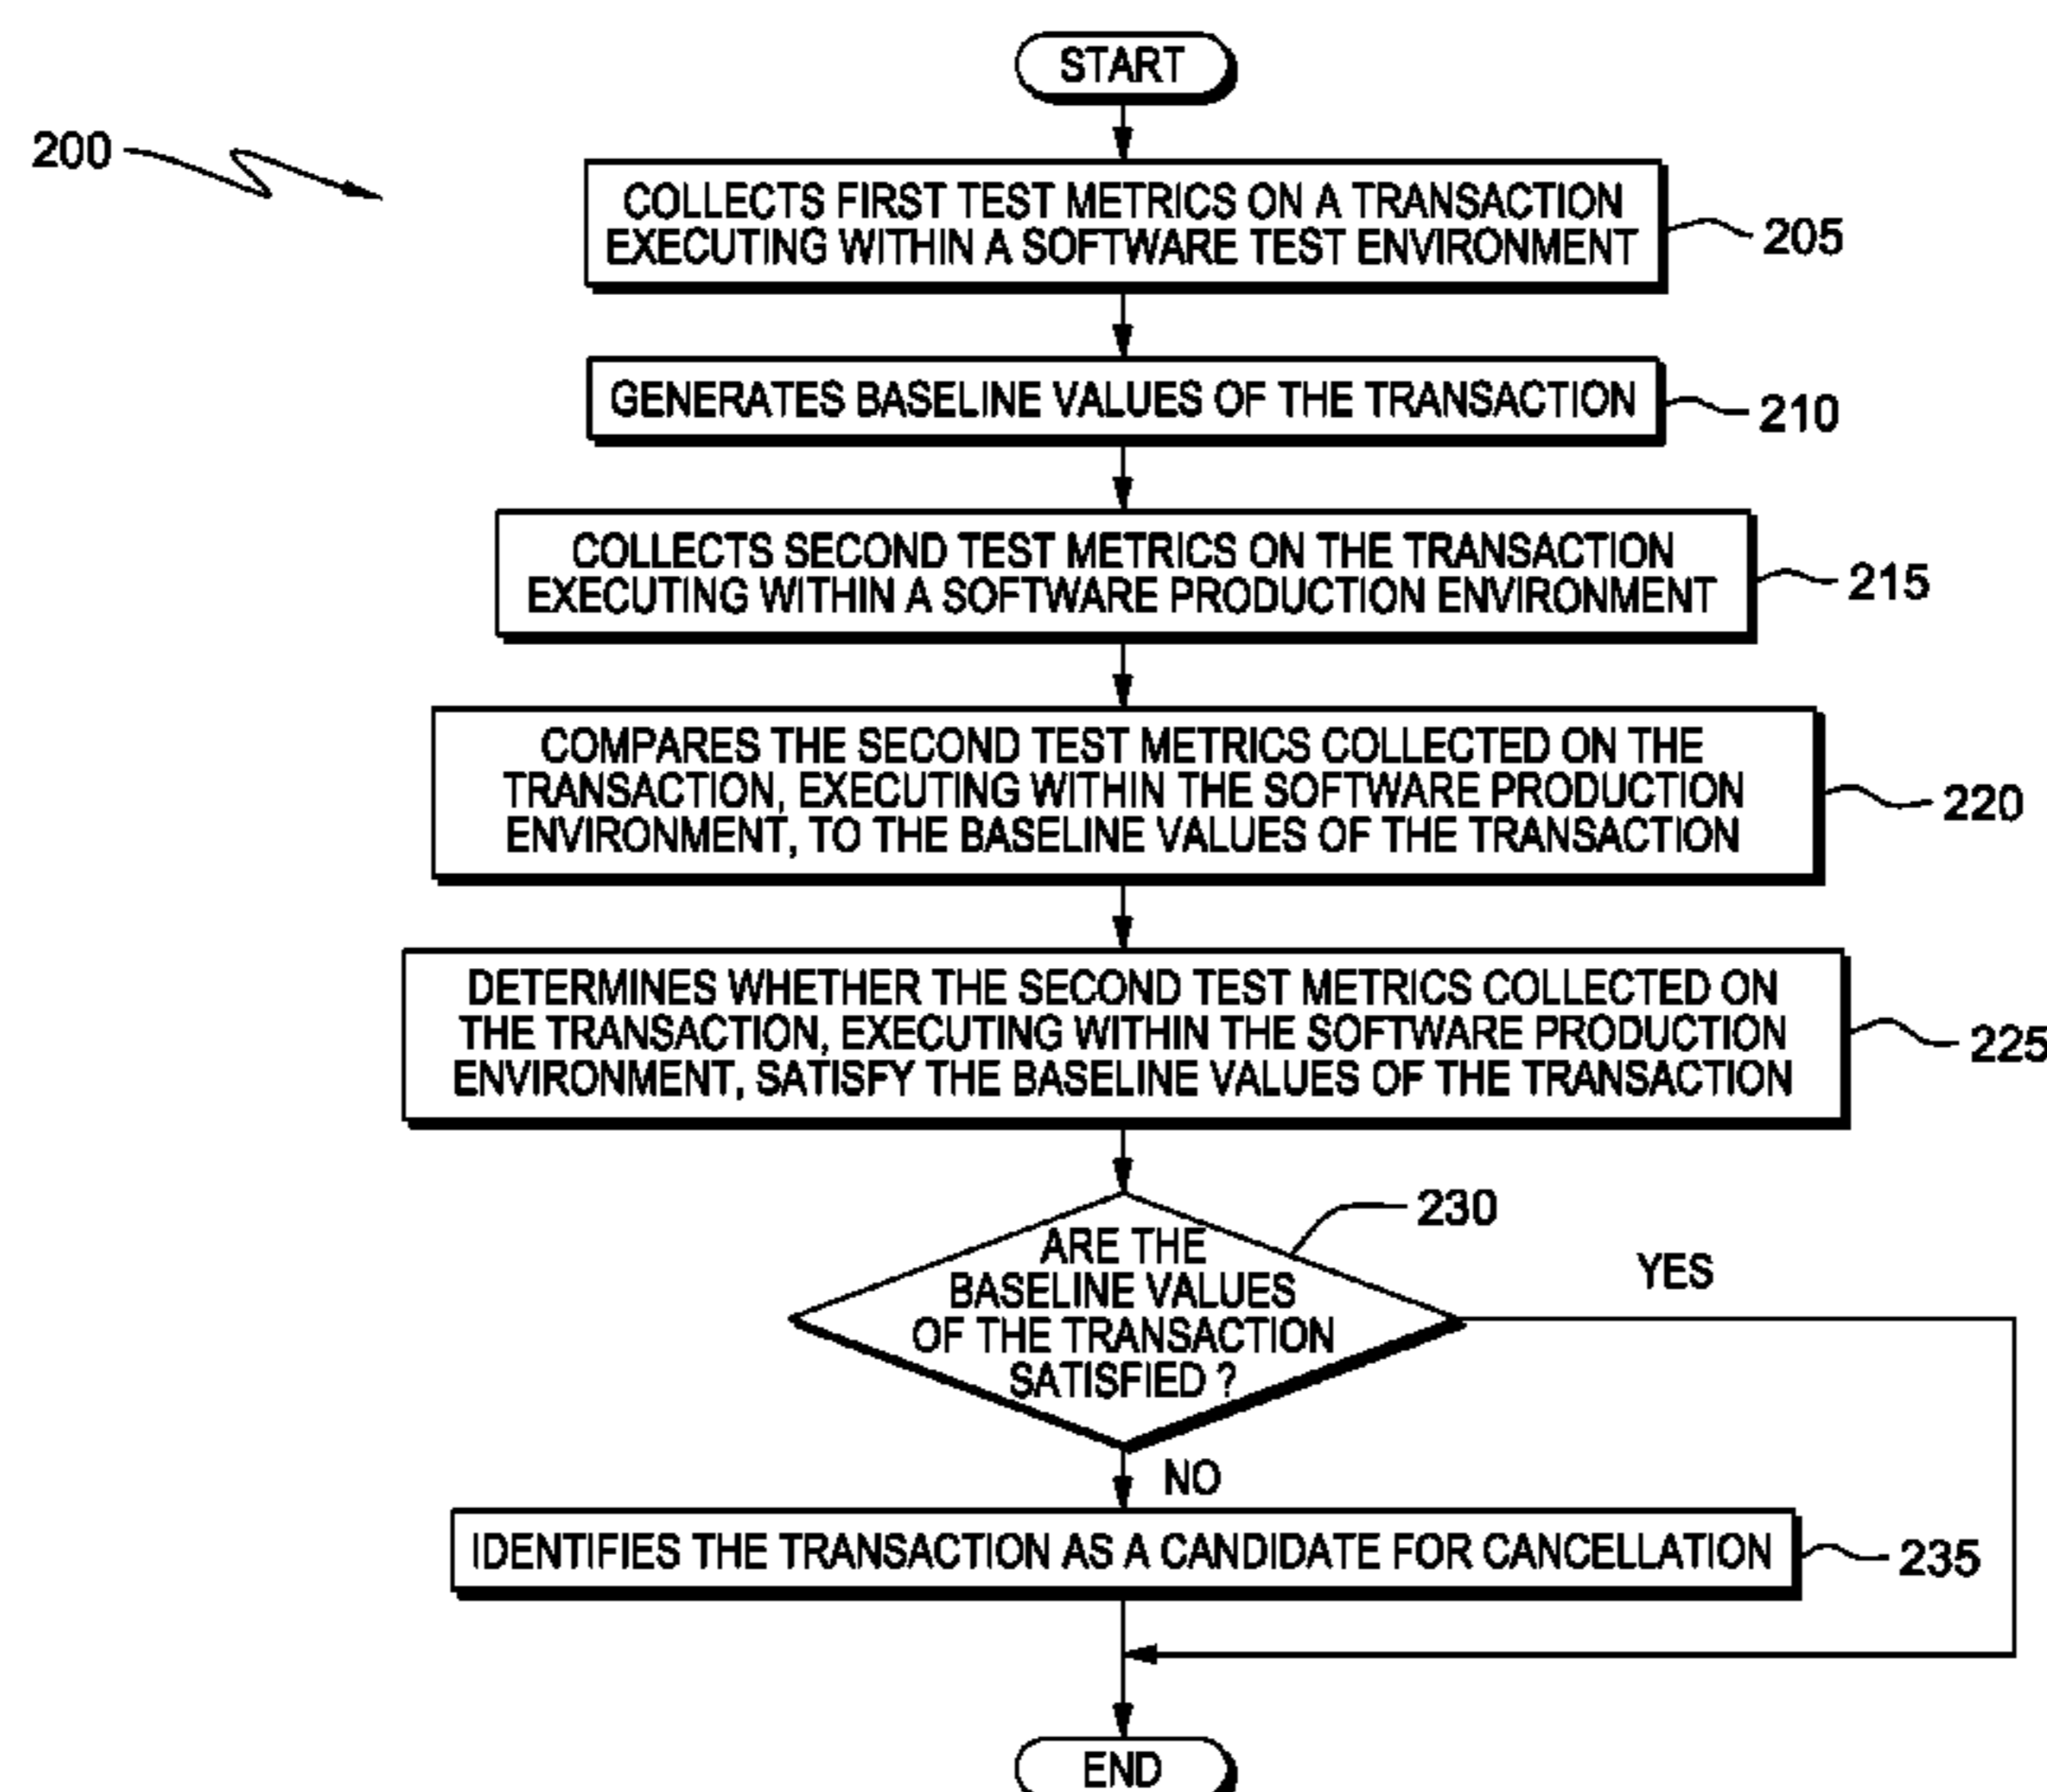 START
200
COLLECTS FIRST TEST METRICS ON A TRANSACTION
EXECUTING WITHIN A SOFTWARE TEST ENVIRONMENT
205
GENERATES BASELINE VALUES OF THE TRANSACTION
210
COLLECTS SECOND TEST METRICS ON THE TRANSACTION
EXECUTING WITHIN A SOFTWARE PRODUCTION ENVIRONMENT
215
COMPARES THE SECOND TEST METRICS COLLECTED ON THE
TRANSACTION, EXECUTING WITHIN THE SOFTWARE PRODUCTION
ENVIRONMENT, TO THE BASELINE VALUES OF THE TRANSACTION
220
DETERMINES WHETHER THE SECOND TEST METRICS COLLECTED ON
THE TRANSACTION, EXECUTING WITHIN THE SOFTWARE PRODUCTION
ENVIRONMENT, SATISFY THE BASELINE VALUES OF THE TRANSACTION
225
230
ARE THE
BASELINE VALUES
OF THE TRANSACTION
SATISFIED ?
YES
NO
IDENTIFIES THE TRANSACTION AS A CANDIDATE FOR CANCELLATION
235
END